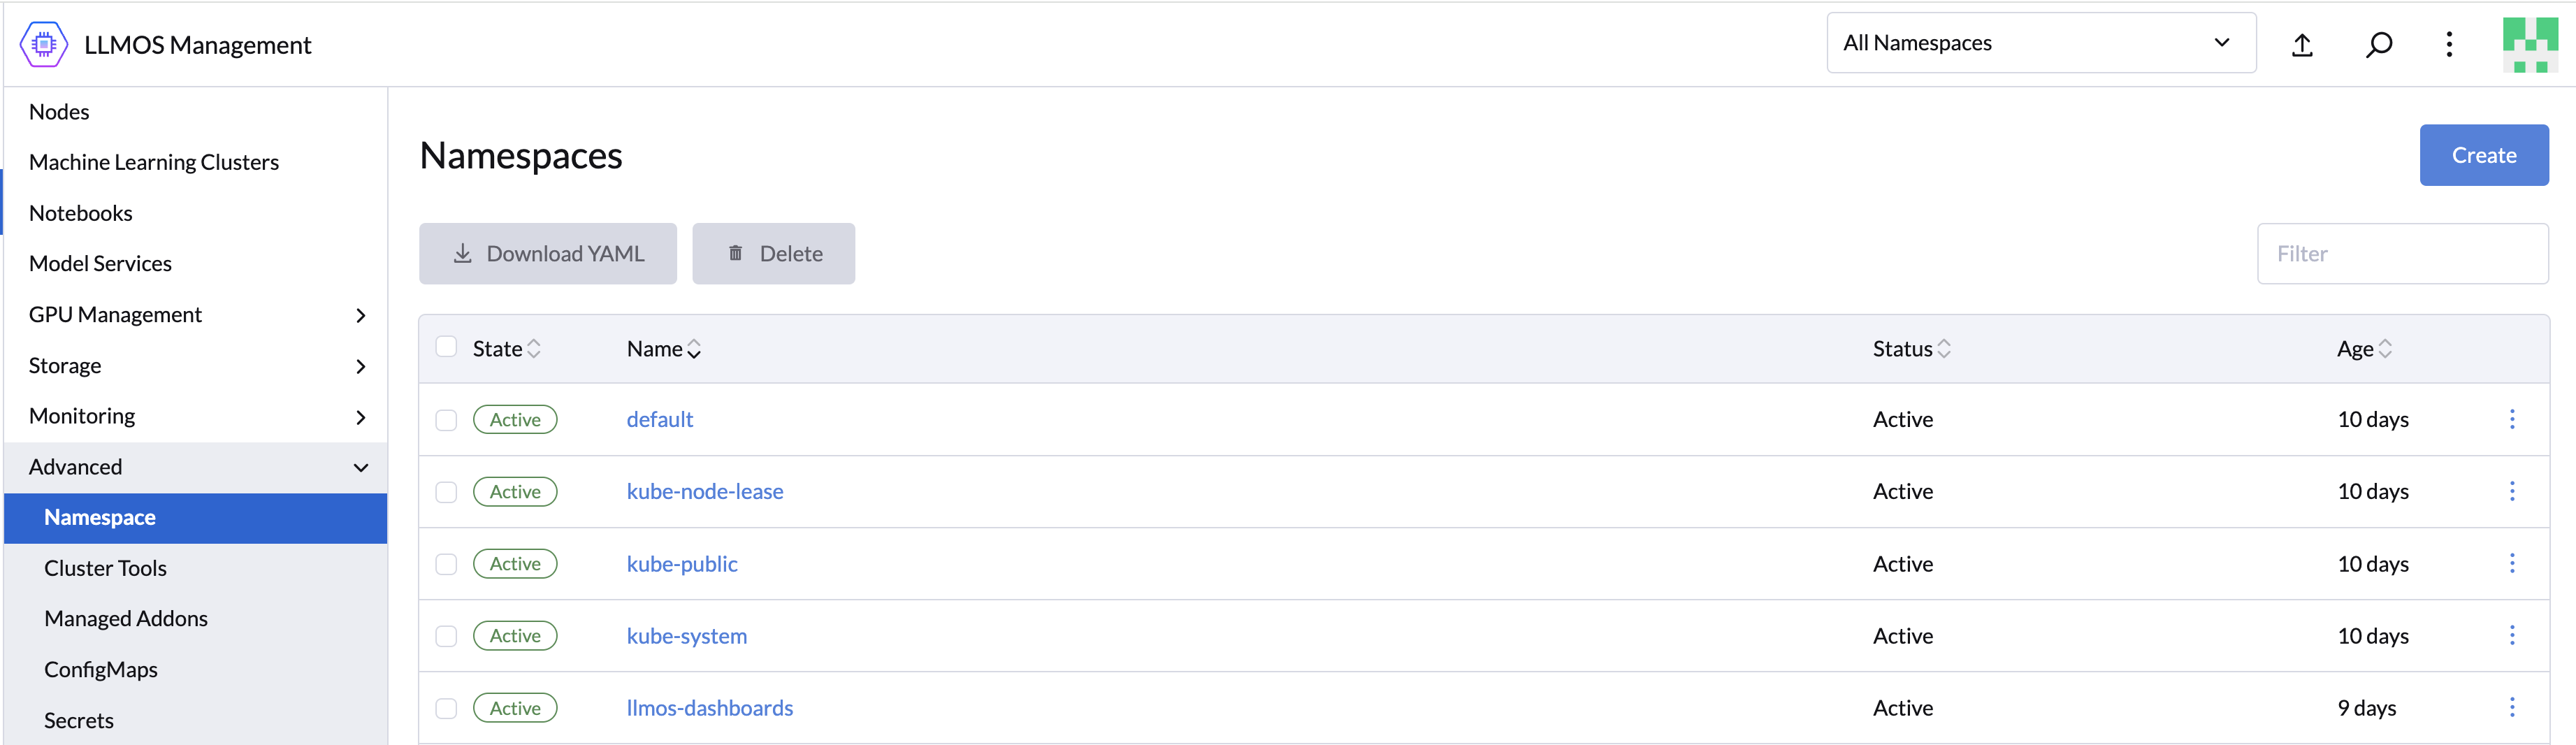 LLMOS Management
All Namespaces
Nodes
Machine Learning Clusters
Notebooks
Model Services
GPU Management
Storage
Monitoring
Advanced
Namespace
Cluster Tools
Managed Addons
ConfigMaps
Secrets
Namespaces
Create
Download YAML Delete
Filter
State Name Status Age
Active default Active 10 days
Active kube-node-lease Active 10 days
Active kube-public Active 10 days
Active kube-system Active 10 days
Active llmos-dashboards Active 9 days